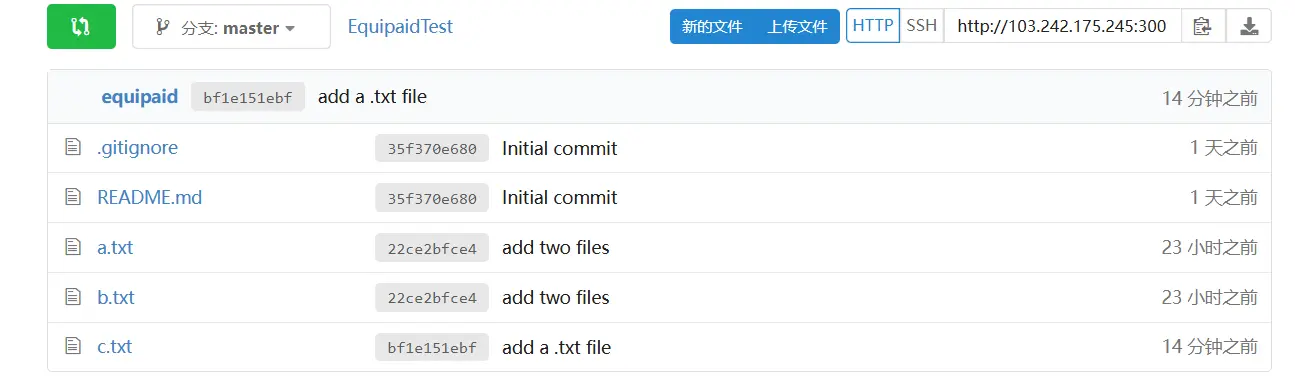 分支: master EquipaidTest 新的文件 上传文件 HTTP SSH http://103.242.175.245:300
equipaid bf1e151ebf add a .txt file 14 分钟之前
.gitignore 35f370e680 Initial commit 1 天之前
README.md 35f370e680 Initial commit 1 天之前
a.txt 22ce2bfce4 add two files 23 小时之前
b.txt 22ce2bfce4 add two files 23 小时之前
c.txt bf1e151ebf add a .txt file 14 分钟之前